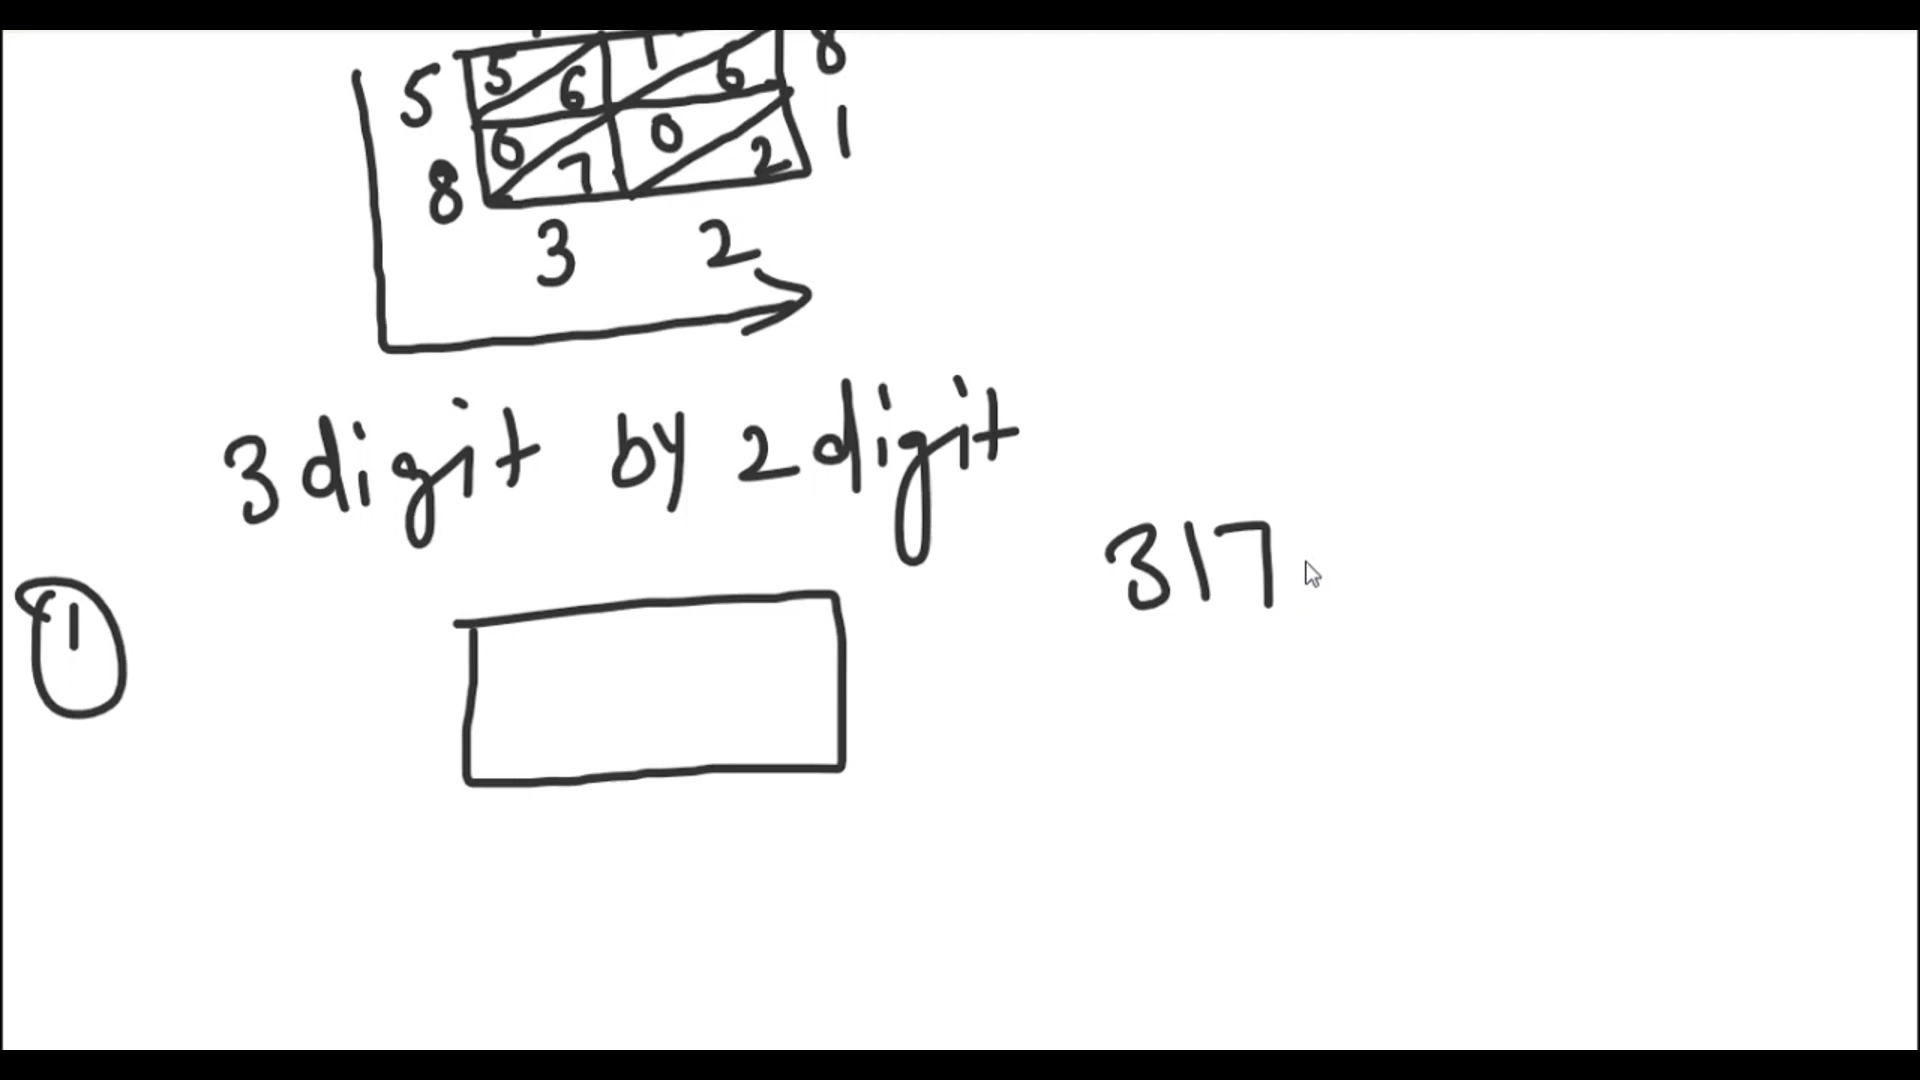 5 5 6 6 8
8 0 7 0 2 1
3 2
3 digit by 2 digit
317
1